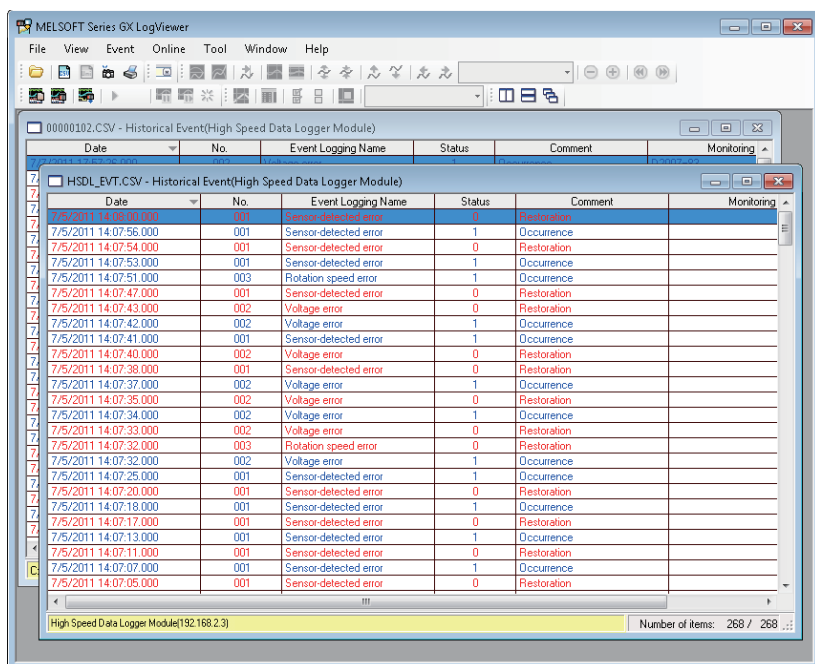 MELSOFT Series GX LogViewer
File View Event Online Tool Window Help
00000102.CSV - Historical Event(High Speed Data Logger Module)
Date No. Event Logging Name Status Comment Monitoring
HSDL_EVT.CSV - Historical Event(High Speed Data Logger Module)
Date No. Event Logging Name Status Comment Monitoring
7/5/2011 14:08:00.000 001 Sensor-detected error 0 Restoration
7/5/2011 14:07:56.000 001 Sensor-detected error 1 Occurrence
7/5/2011 14:07:54.000 001 Sensor-detected error 0 Restoration
7/5/2011 14:07:53.000 001 Sensor-detected error 1 Occurrence
7/5/2011 14:07:51.000 003 Rotation speed error 1 Occurrence
7/5/2011 14:07:47.000 001 Sensor-detected error 0 Restoration
7/5/2011 14:07:43.000 002 Voltage error 0 Restoration
7/5/2011 14:07:42.000 002 Voltage error 1 Occurrence
7/5/2011 14:07:41.000 001 Sensor-detected error 1 Occurrence
7/5/2011 14:07:40.000 002 Voltage error 0 Restoration
7/5/2011 14:07:38.000 001 Sensor-detected error 0 Restoration
7/5/2011 14:07:37.000 002 Voltage error 1 Occurrence
7/5/2011 14:07:35.000 002 Voltage error 0 Restoration
7/5/2011 14:07:34.000 002 Voltage error 1 Occurrence
7/5/2011 14:07:33.000 002 Voltage error 0 Restoration
7/5/2011 14:07:32.000 003 Rotation speed error 0 Restoration
7/5/2011 14:07:32.000 002 Voltage error 1 Occurrence
7/5/2011 14:07:25.000 001 Sensor-detected error 1 Occurrence
7/5/2011 14:07:20.000 001 Sensor-detected error 0 Restoration
7/5/2011 14:07:18.000 001 Sensor-detected error 1 Occurrence
7/5/2011 14:07:17.000 001 Sensor-detected error 0 Restoration
7/5/2011 14:07:13.000 001 Sensor-detected error 1 Occurrence
7/5/2011 14:07:11.000 001 Sensor-detected error 0 Restoration
7/5/2011 14:07:07.000 001 Sensor-detected error 1 Occurrence
7/5/2011 14:07:05.000 001 Sensor-detected error 0 Restoration
High Speed Data Logger Module(192.168.2.3) Number of items: 268 / 268